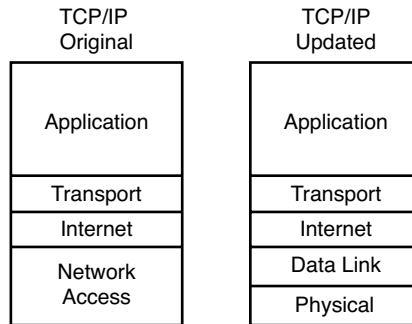 TCP/IP
Original
Application
Transport
Internet
Network
Access
TCP/IP
Updated
Application
Transport
Internet
Data Link
Physical